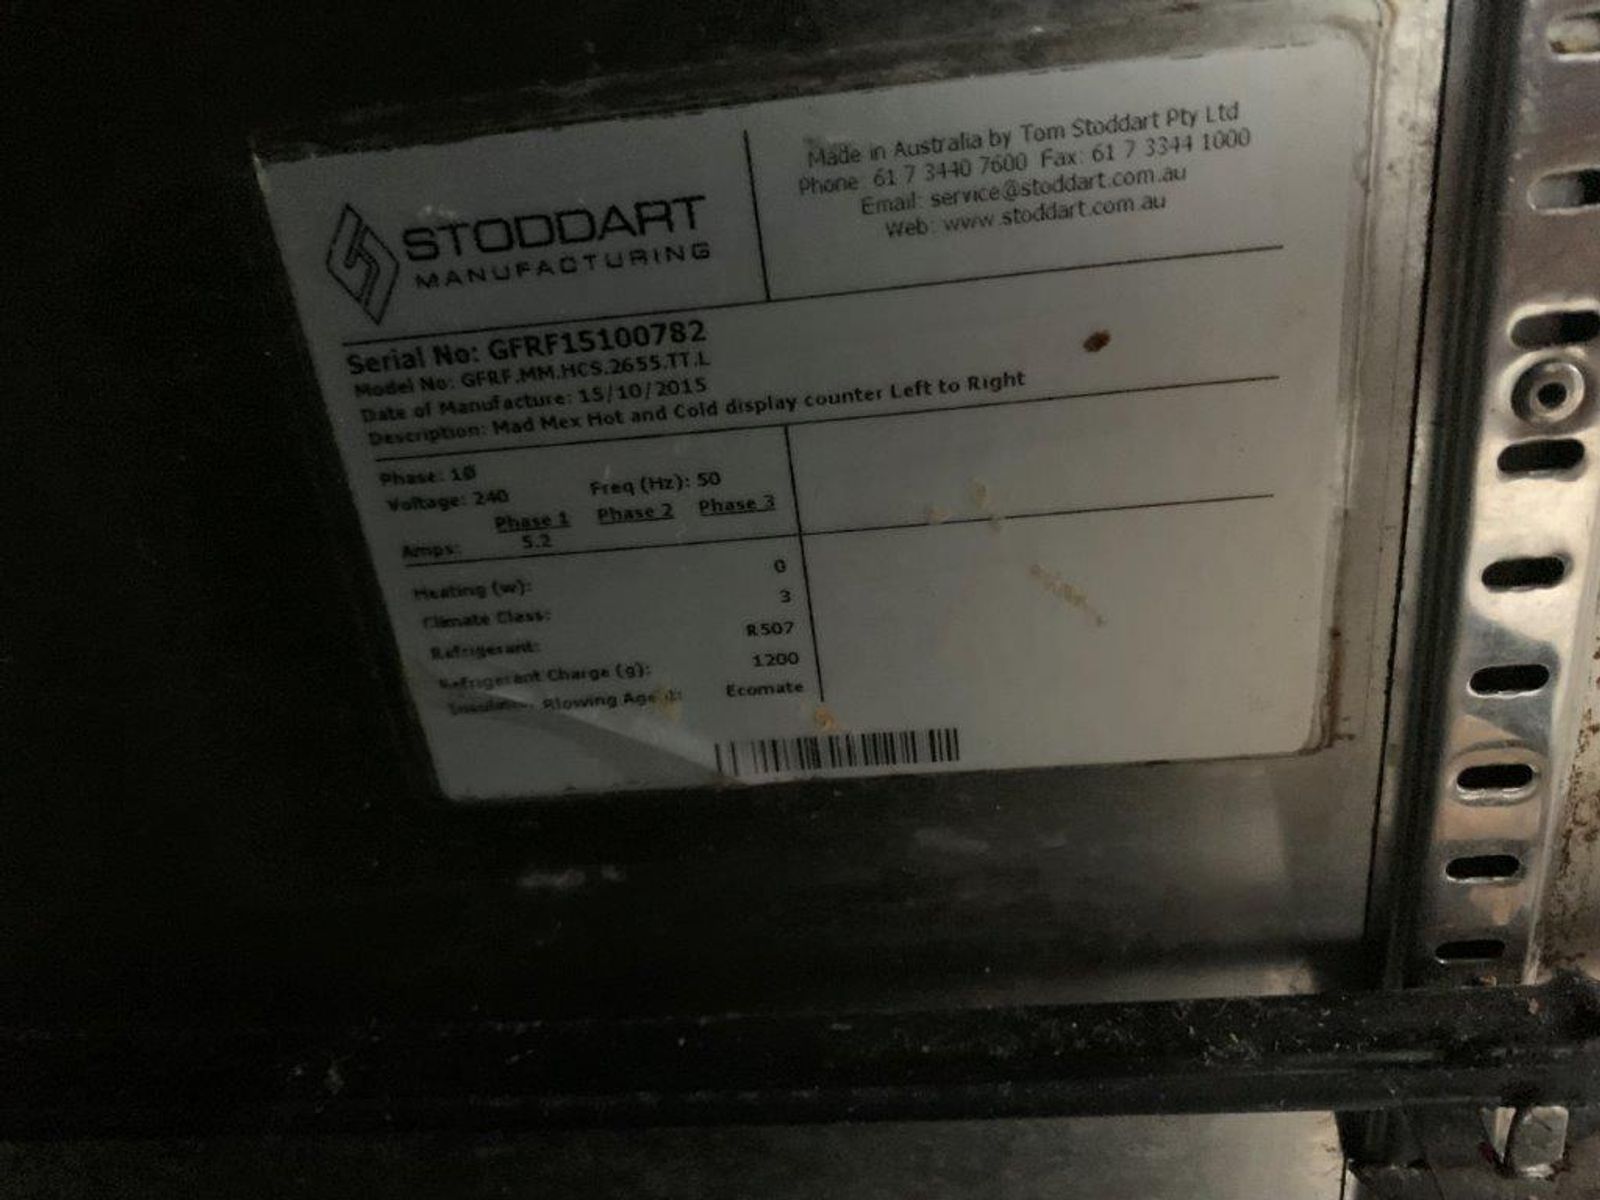 STODDART
MANUFACTURING
Made in Australia by Tom Stoddart Pty Ltd
Phone 61 7 3440 7600 Fax: 61 7 3344 1000
Email: service@stoddart.com.au
Web: www.stoddart.com.au
Serial No: GFRF15100782
Model No: GFRF.MM.HCS.2655.TT.L
Date of Manufacture: 15/10/2015
Description: Mad Mex Hot and Cold display counter Left to Right
Phase: 1Ø
Voltage: 240 Freq (Hz): 50
Phase 1 Phase 2 Phase 3
Amps: 5.2
Heating (w): 0
Climate Class: 3
Refrigerant: R507
Refrigerant Charge (g): 1200
Blowing Agent: Ecomate